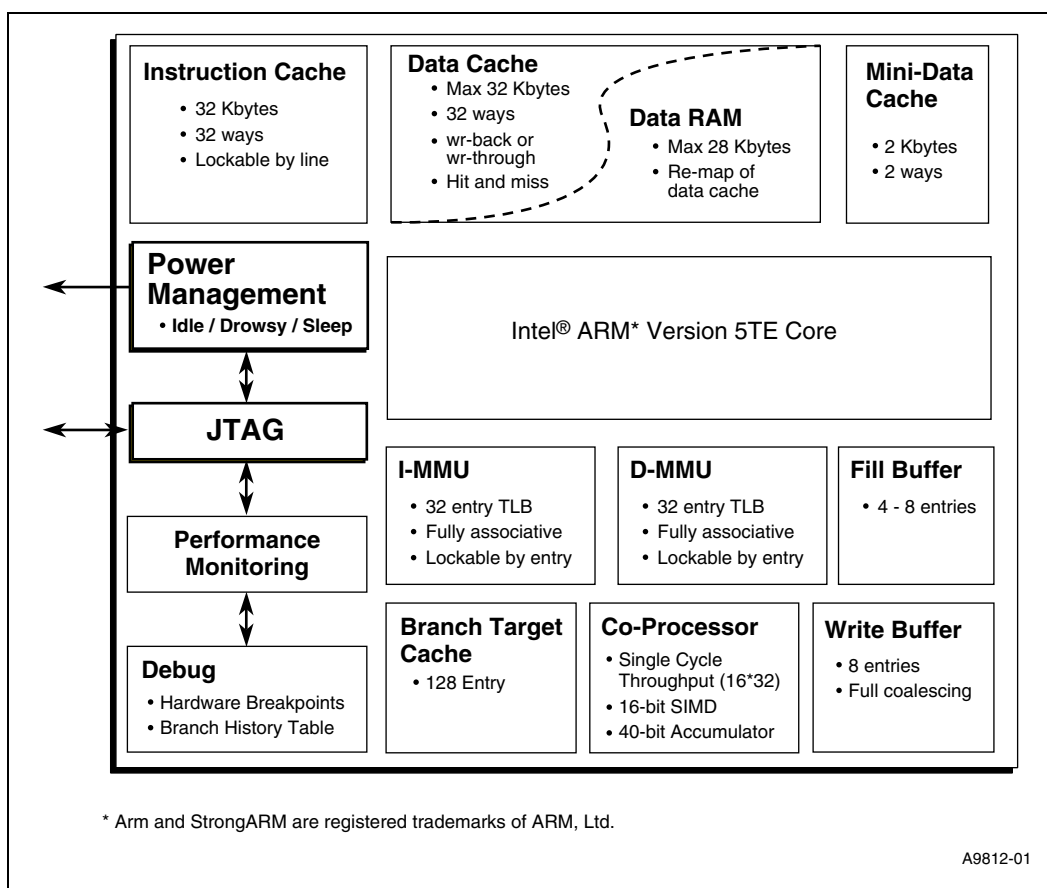 Instruction Cache
• 32 Kbytes
• 32 ways
• Lockable by line
Data Cache
• Max 32 Kbytes
• 32 ways
• wr-back or
wr-through
• Hit and miss
Data RAM
• Max 28 Kbytes
• Re-map of
data cache
Mini-Data
Cache
• 2 Kbytes
• 2 ways
Power
Management
• Idle / Drowsy / Sleep
Intel® ARM* Version 5TE Core
JTAG
I-MMU
• 32 entry TLB
• Fully associative
• Lockable by entry
D-MMU
• 32 entry TLB
• Fully associative
• Lockable by entry
Fill Buffer
• 4 - 8 entries
Performance
Monitoring
Branch Target
Cache
• 128 Entry
Co-Processor
• Single Cycle
Throughput (16*32)
• 16-bit SIMD
• 40-bit Accumulator
Write Buffer
• 8 entries
• Full coalescing
Debug
• Hardware Breakpoints
• Branch History Table
* Arm and StrongARM are registered trademarks of ARM, Ltd.
A9812-01